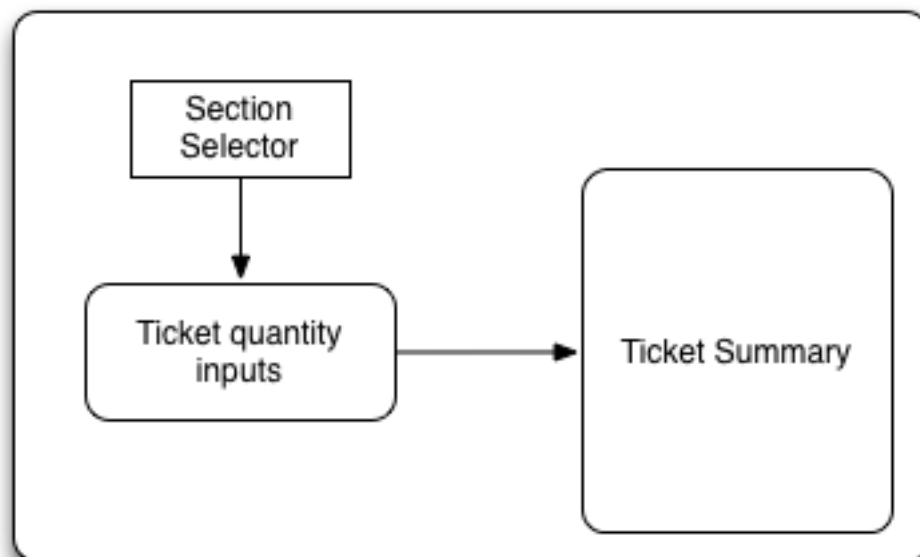 Section
Selector
Ticket quantity
inputs
Ticket Summary